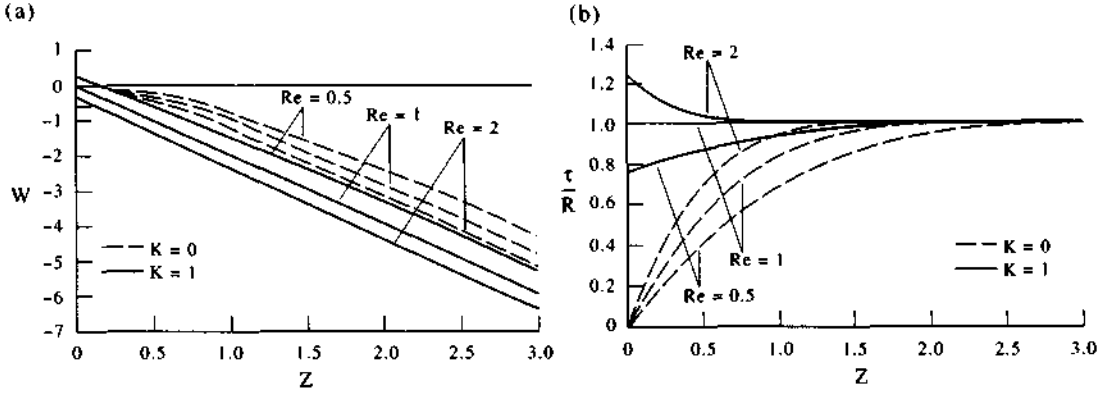 (a)
1
0
-1
-2
-3
-4
-5
-6
-7
W
Re = 0.5
Re = 1
Re = 2
K = 0
K = 1
0 0.5 1.0 1.5 2.0 2.5 3.0
Z
(b)
1.4
1.2
1.0
0.8
0.6
0.4
0.2
0
τ
R
Re = 2
Re = 1
Re = 0.5
K = 0
K = 1
0 0.5 1.0 1.5 2.0 2.5 3.0
Z